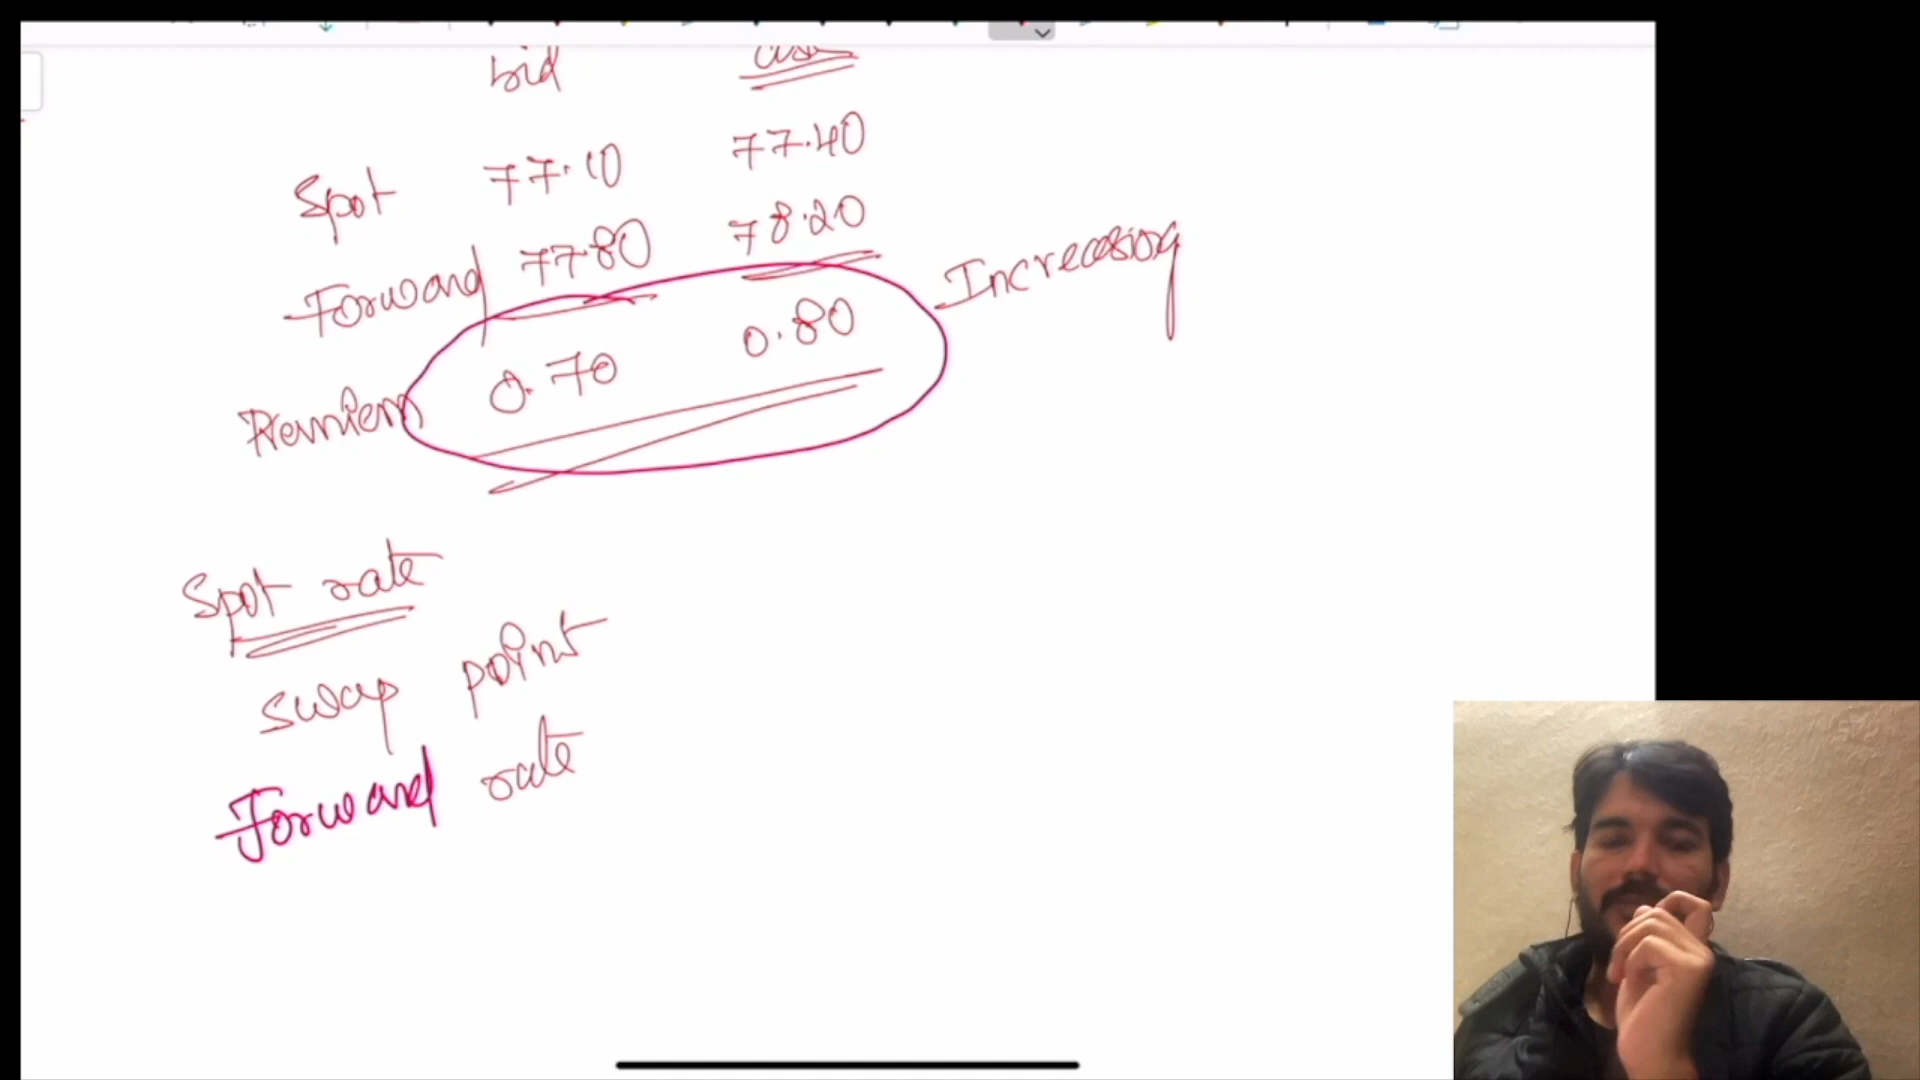 bid ask
Spot 77.10 77.40
Forward 77.80 78.20
Premiem 0.70 0.80 Increasing
Spot rate
swap point
Forward rate